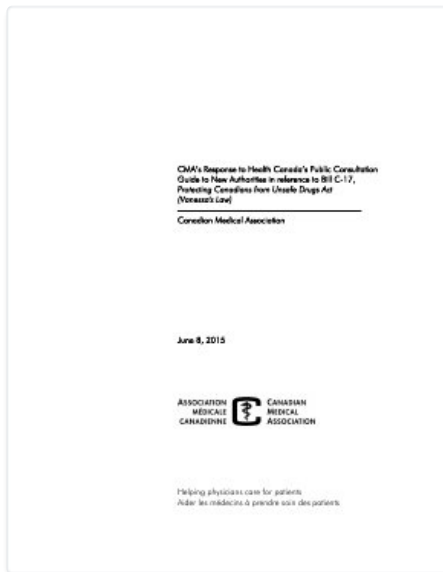 CMA's Response to Health Canada's Public Consultation
Guide to New Authorities in reference to Bill C-17,
Protecting Canadians from Unsafe Drugs Act
(Vanessa's Law)
Canadian Medical Association
June 8, 2015
ASSOCIATION
MÉDICALE
CANADIENNE
CANADIAN
MEDICAL
ASSOCIATION
Helping physicians care for patients
Aider les médecins à prendre soin des patients